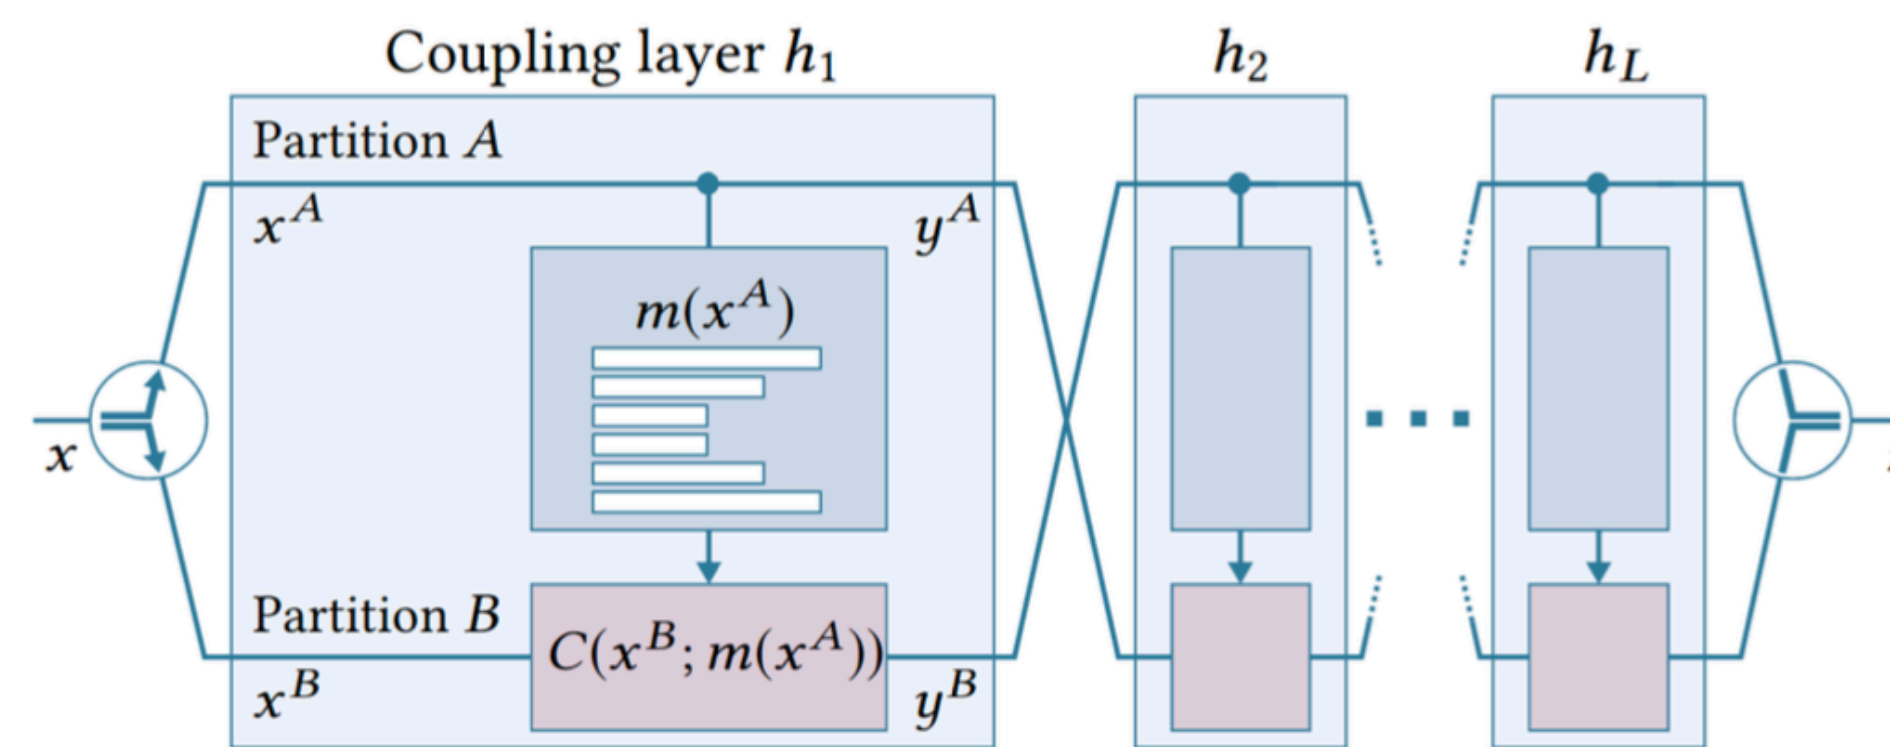 Coupling layer h₁
h₂
h_L
Partition A
x^A
y^A
m(x^A)
x
Partition B
C(x^B; m(x^A))
x^B
y^B